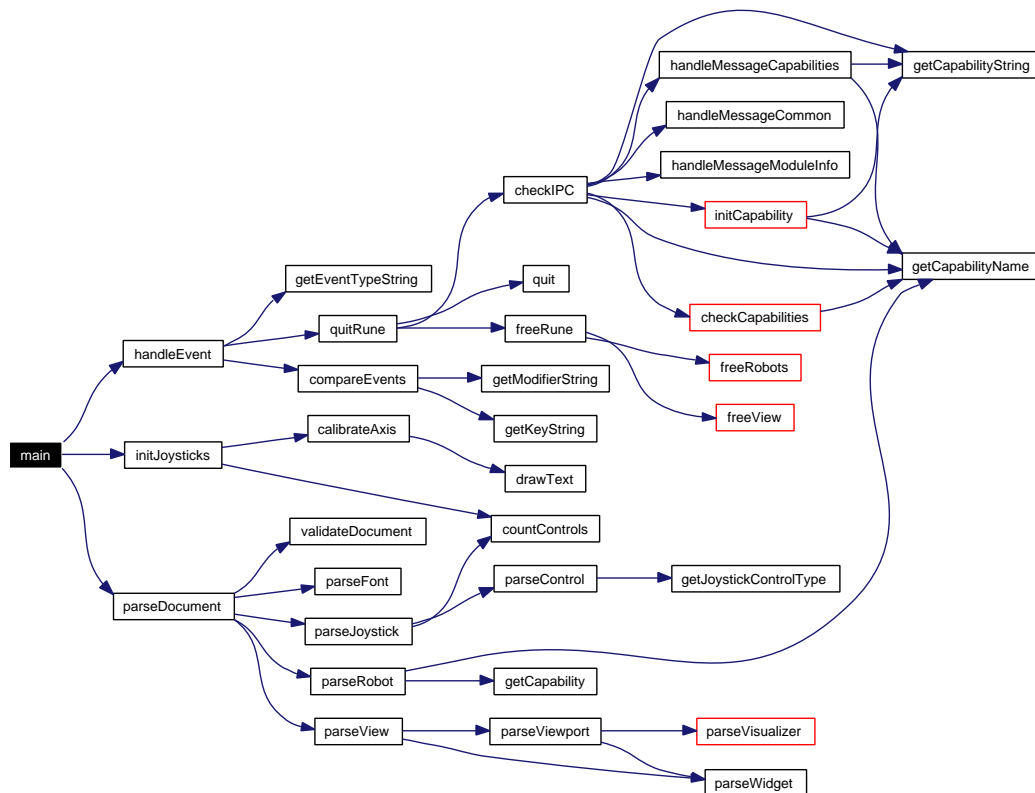 handleMessageCapabilities
getCapabilityString
handleMessageCommon
handleMessageModuleInfo
checkIPC
initCapability
getCapabilityName
getEventTypeString
quit
quitRune
freeRune
checkCapabilities
handleEvent
freeRobots
compareEvents
getModifierString
freeView
calibrateAxis
getKeyString
main
initJoysticks
drawText
validateDocument
countControls
parseFont
parseControl
getJoystickControlType
parseDocument
parseJoystick
parseRobot
getCapability
parseView
parseViewport
parseVisualizer
parseWidget